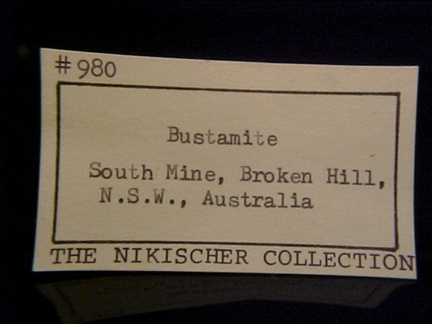 #980
Bustamite
South Mine, Broken Hill,
N.S.W., Australia
THE NIKISCHER COLLECTION